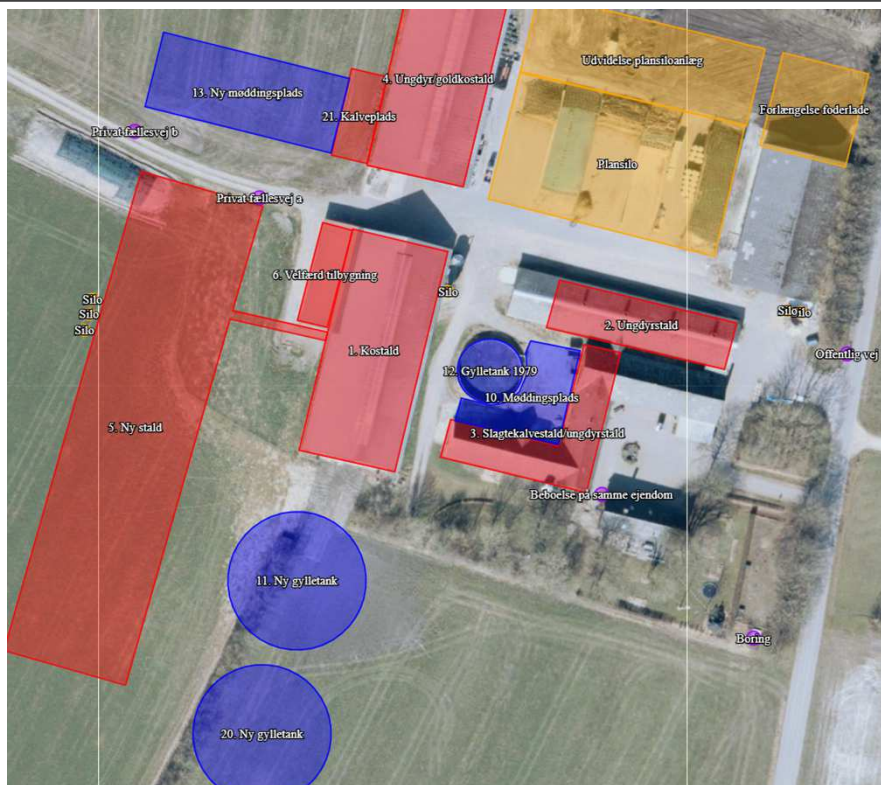 Udvidelse plansiloanlæg
4. Ungdyr/goldkostald
13. Ny møddingsplads
Forlængelse foderlade
21. Kalveplads
Privat fællesvej b
Plansilo
Privat fællesvej a
6. Velfærd tilbygning
Silo
Silo
Silo
Silo
Silo
ilo
2. Ungdyrstald
1. Kostald
Offentlig vej
12. Gylletank 1979
10. Møddingsplads
5. Ny stald
3. Slagtekalvestald/ungdyrstald
Beboelse på samme ejendom
11. Ny gylletank
Boring
20. Ny gylletank